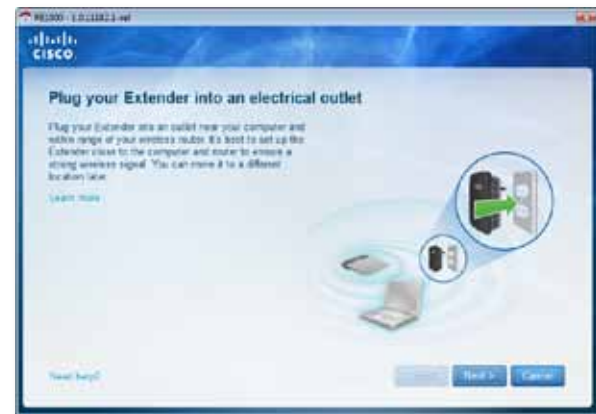 CISCO
Plug your Extender into an electrical outlet
Plug your Extender into an outlet near your computer and
within range of your wireless router. It's best to set up the
Extender close to the computer and router to ensure a
strong wireless signal. You can move it to a different
location later.
Learn more
Need help?
Next >
Cancel